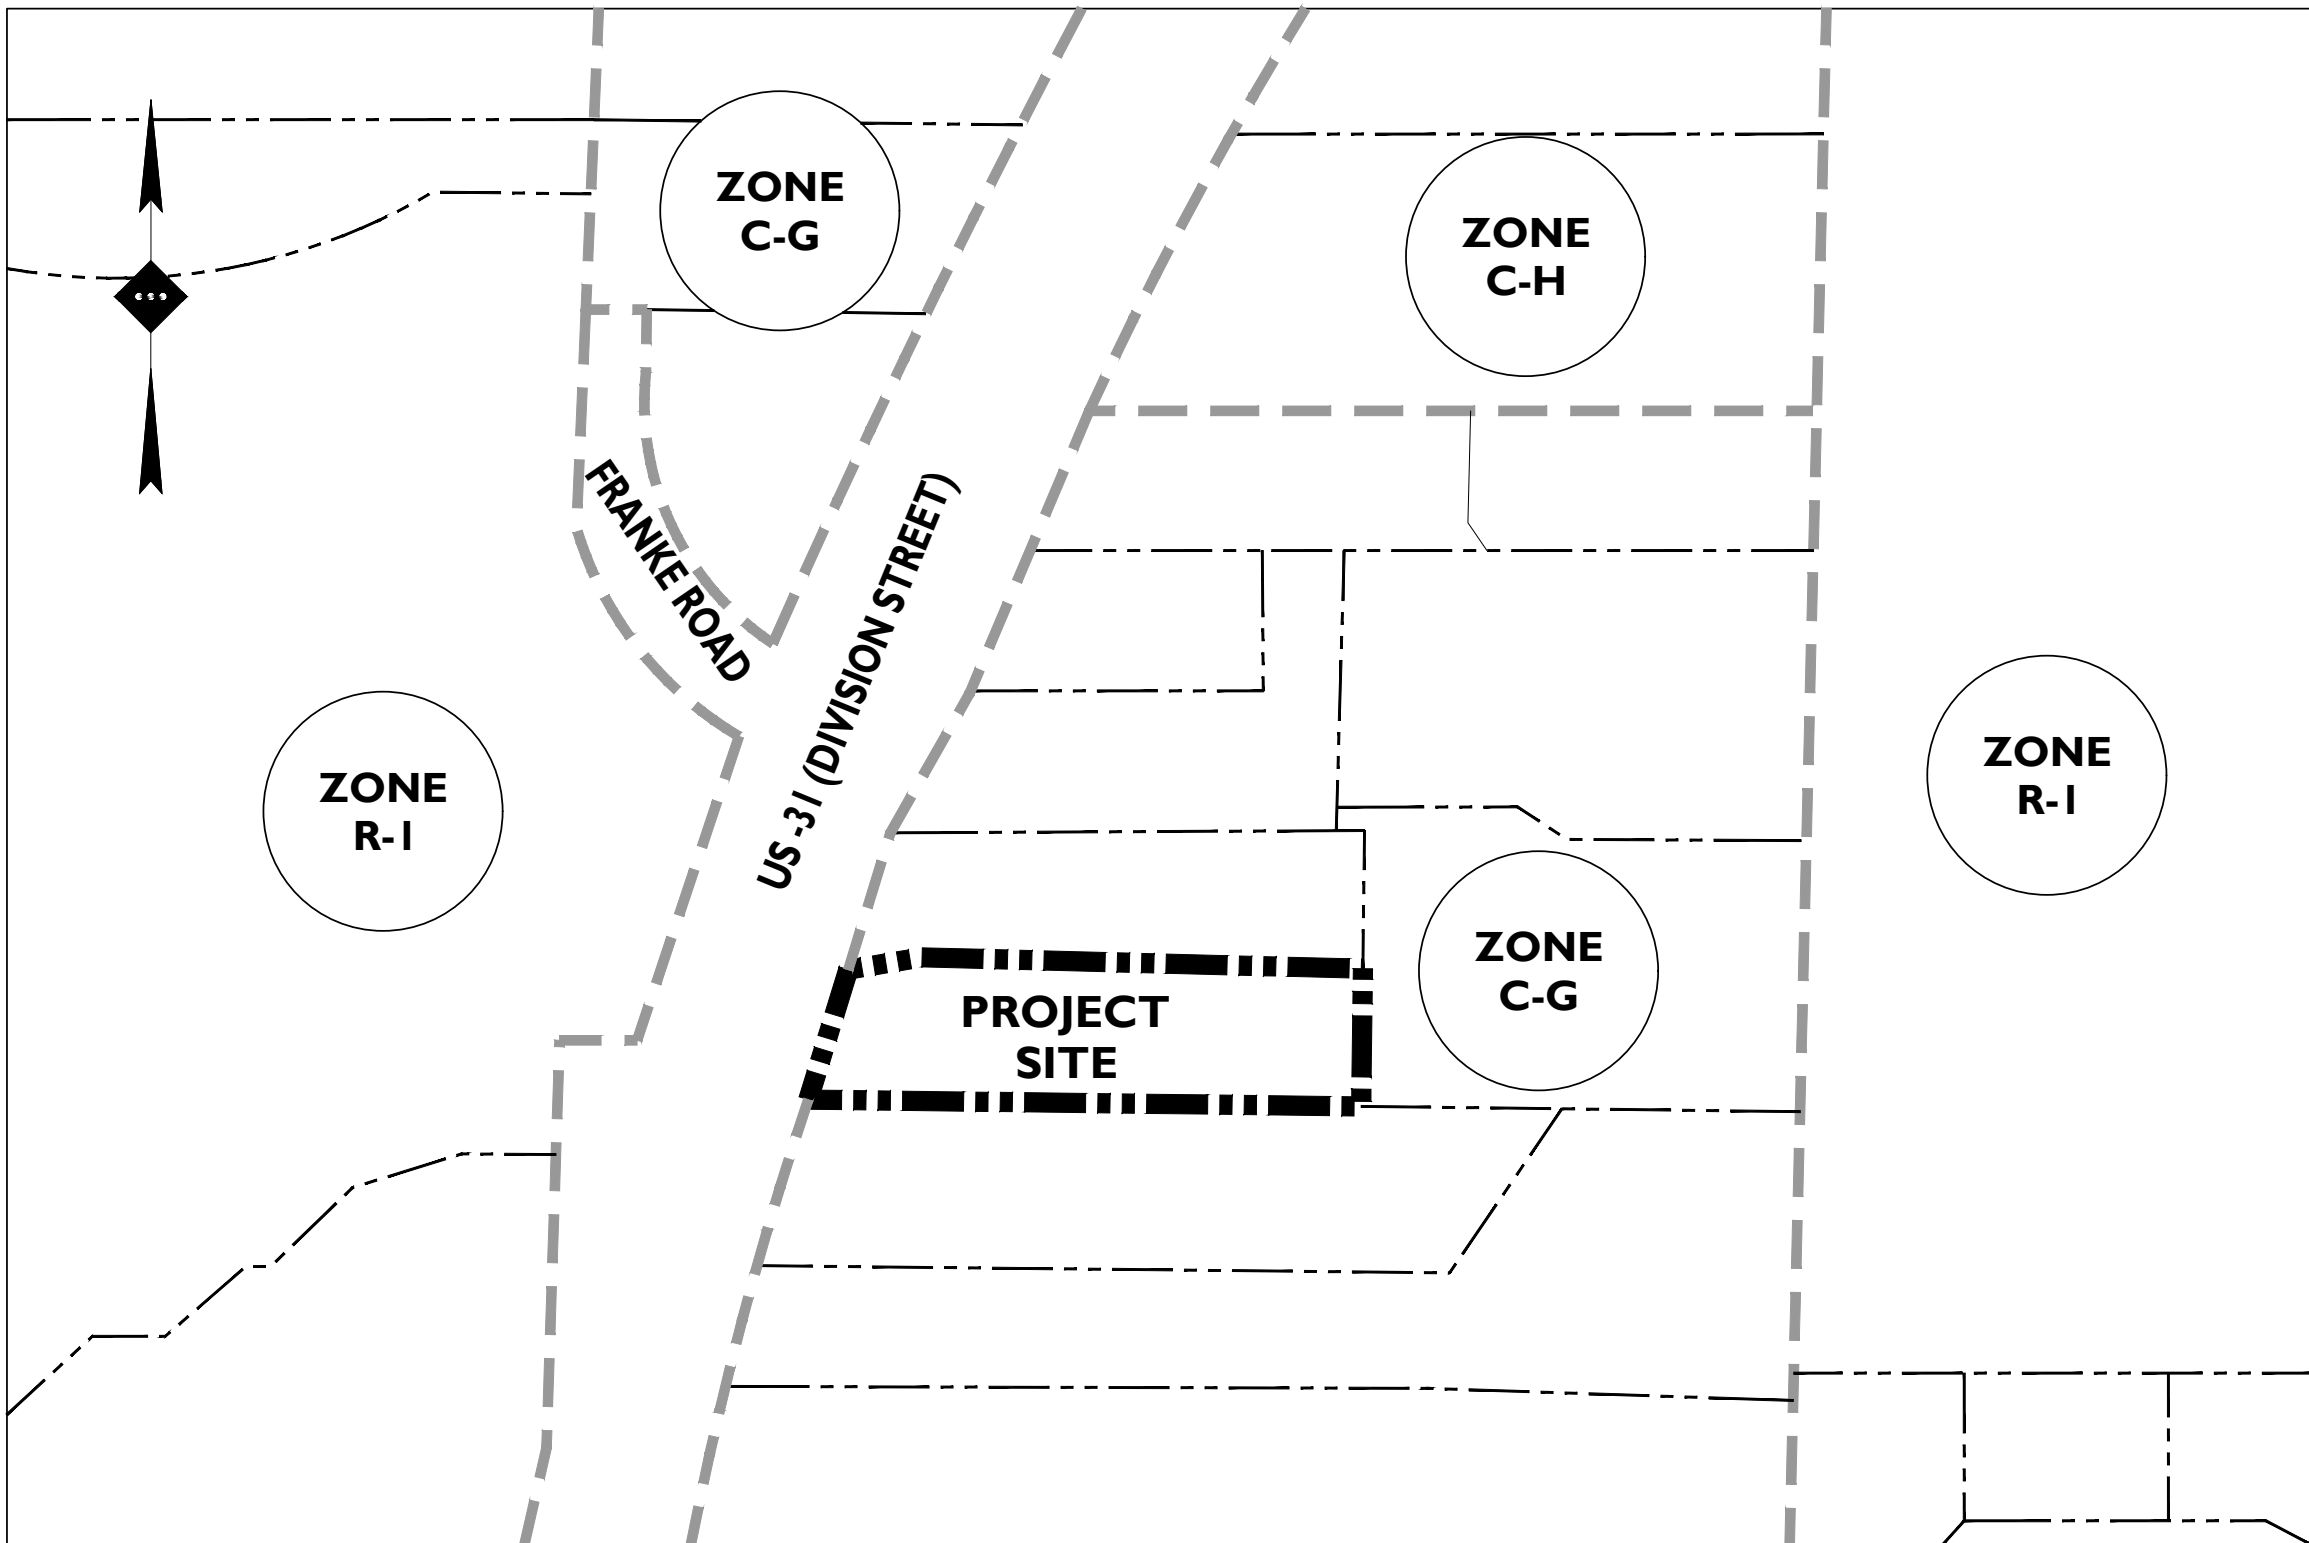 ZONE
C-G
ZONE
C-H
FRANKE ROAD
US-31 (DIVISION STREET)
ZONE
R-1
ZONE
R-1
ZONE
C-G
PROJECT
SITE